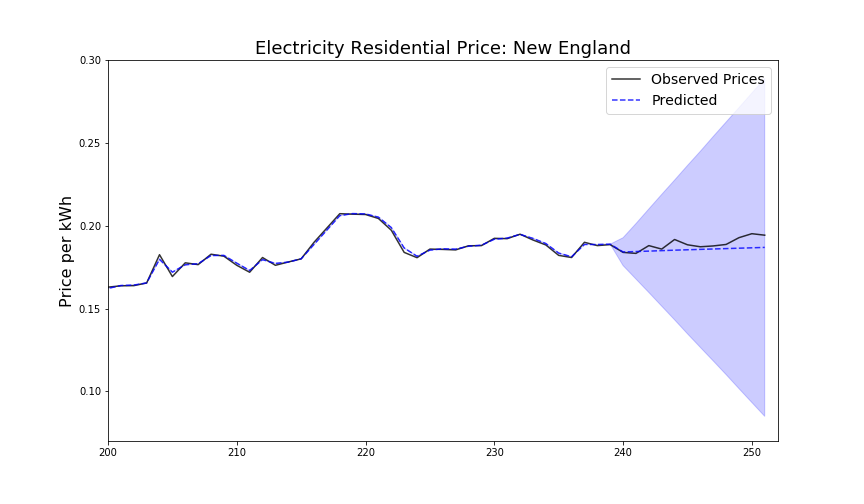 Electricity Residential Price: New England
Observed Prices
Predicted
Price per kWh
0.30
0.25
0.20
0.15
0.10
200
210
220
230
240
250